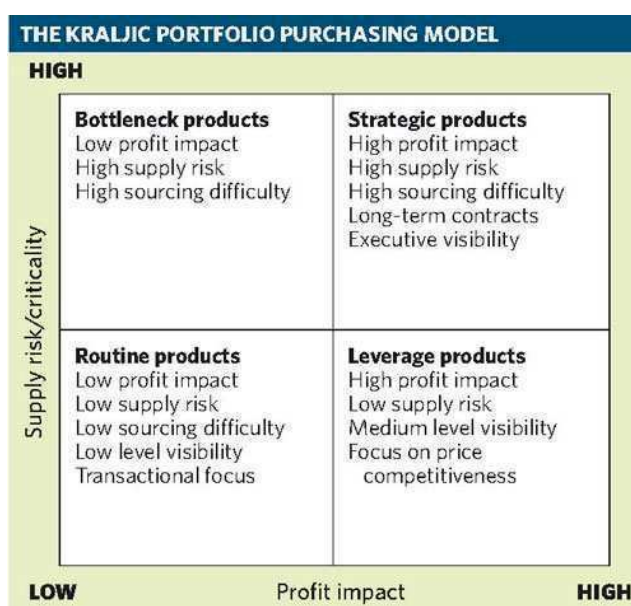 THE KRALJIC PORTFOLIO PURCHASING MODEL
HIGH
Bottleneck products
Low profit impact
High supply risk
High sourcing difficulty
Strategic products
High profit impact
High supply risk
High sourcing difficulty
Long-term contracts
Executive visibility
Supply risk/criticality
Routine products
Low profit impact
Low supply risk
Low sourcing difficulty
Low level visibility
Transactional focus
Leverage products
High profit impact
Low supply risk
Medium level visibility
Focus on price
competitiveness
LOW
Profit impact
HIGH